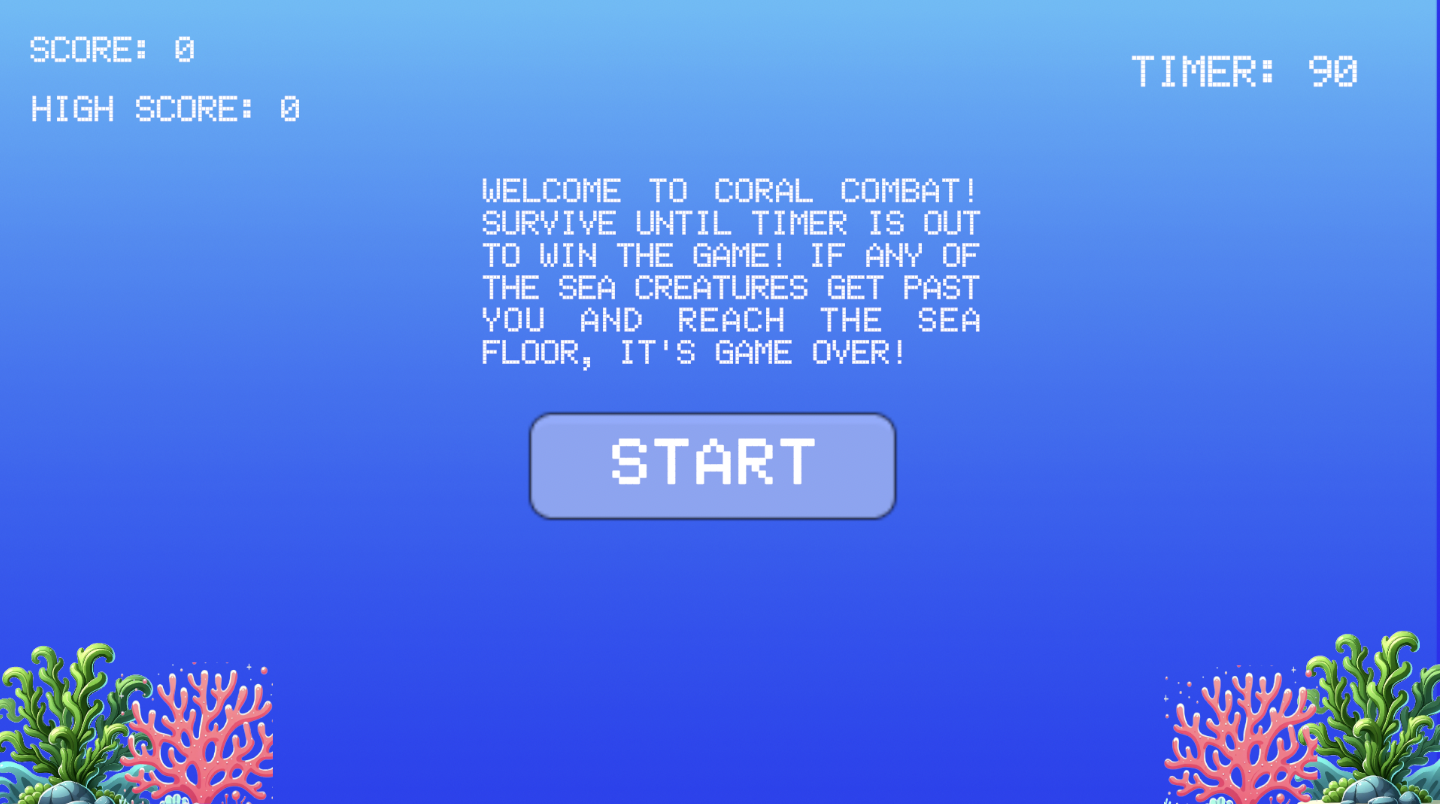 SCORE: 0
HIGH SCORE: 0
TIMER: 90
WELCOME TO CORAL COMBAT!
SURVIVE UNTIL TIMER IS OUT
TO WIN THE GAME! IF ANY OF
THE SEA CREATURES GET PAST
YOU AND REACH THE SEA
FLOOR, IT'S GAME OVER!
START